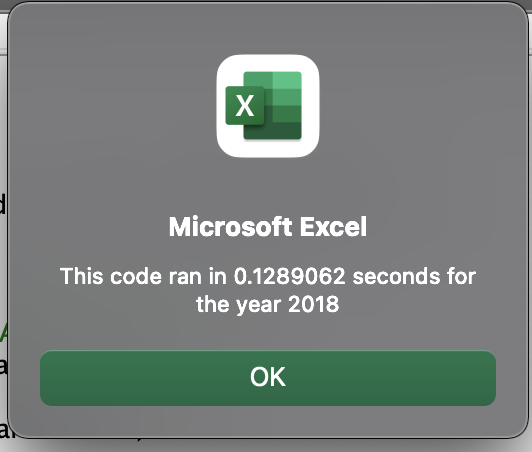 X
Microsoft Excel
This code ran in 0.1289062 seconds for
the year 2018
OK